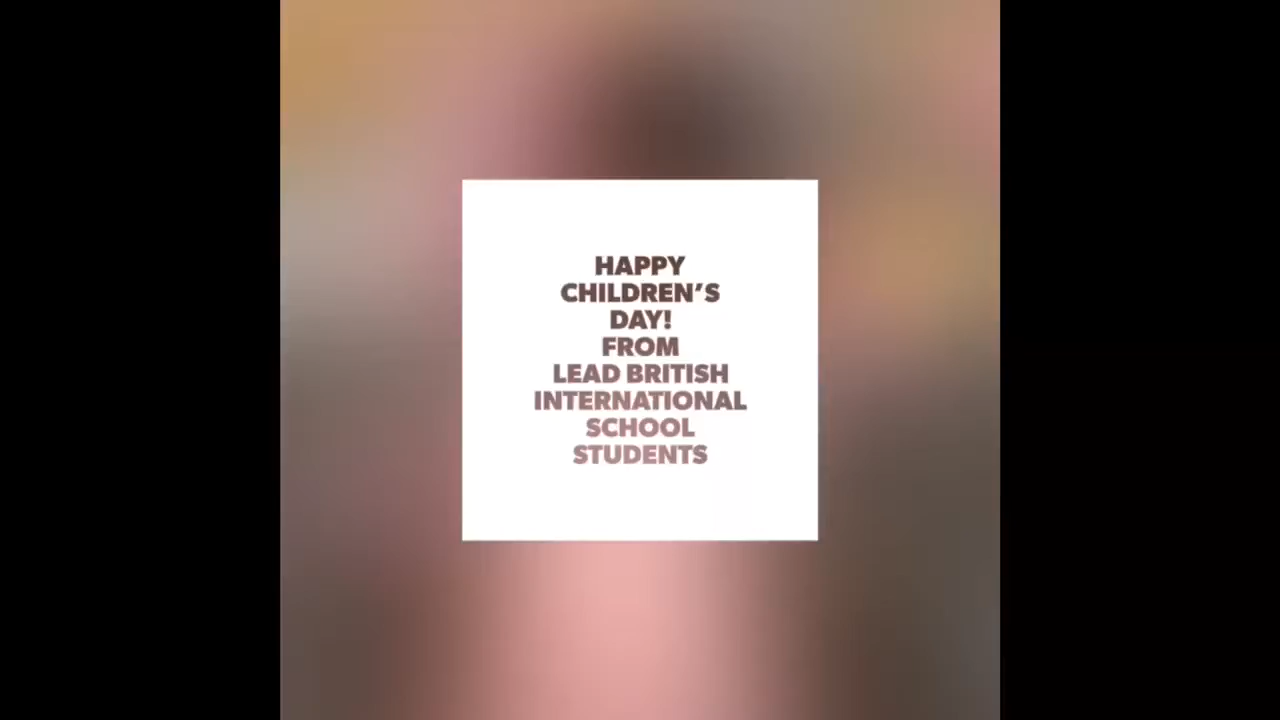 HAPPY
CHILDREN’S
DAY!
FROM
LEAD BRITISH
INTERNATIONAL
SCHOOL
STUDENTS